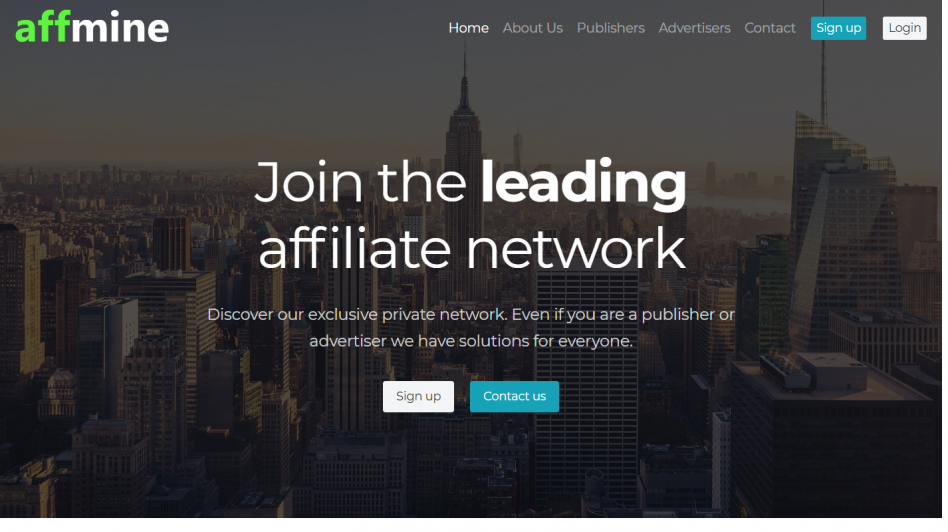 affmine
Home About Us Publishers Advertisers Contact Sign up Login
Join the leading
affiliate network
Discover our exclusive private network. Even if you are a publisher or
advertiser we have solutions for everyone.
Sign up Contact us